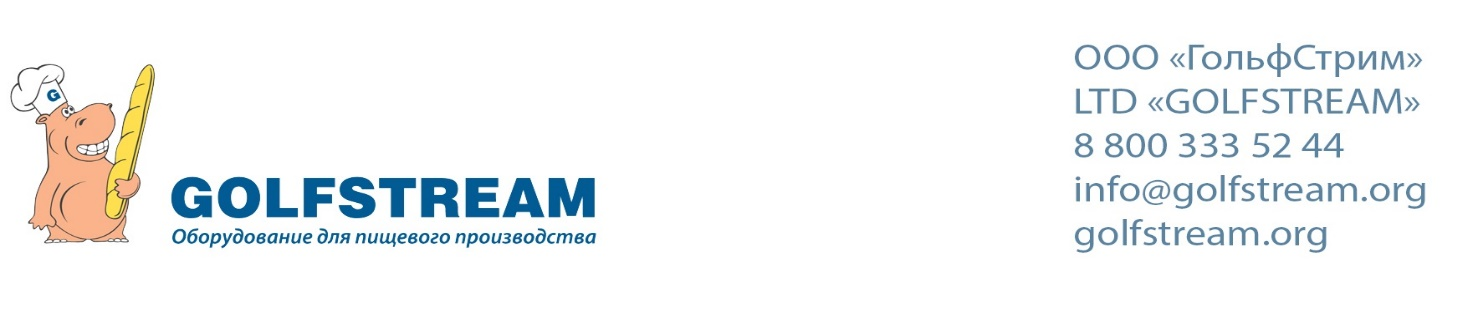 G
GOLFSTREAM
Оборудование для пищевого производства
ООО «ГольфСтрим»
LTD «GOLFSTREAM»
8 800 333 52 44
info@golfstream.org
golfstream.org